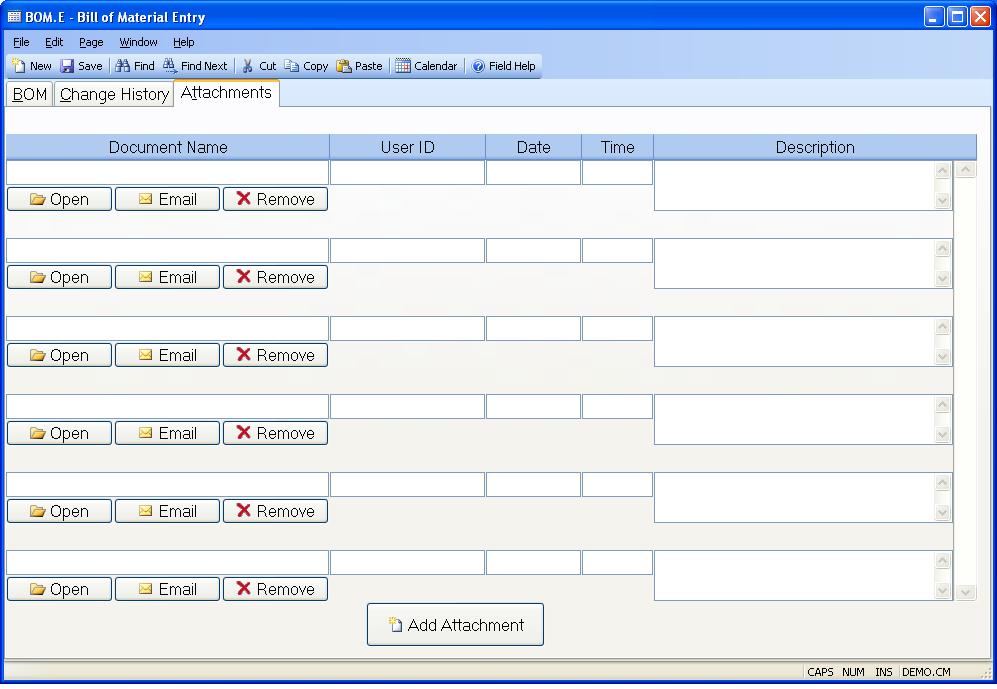 BOM.E - Bill of Material Entry
File Edit Page Window Help
New Save Find Find Next Cut Copy Paste Calendar Field Help
BOM Change History Attachments
Document Name User ID Date Time Description
Open Email Remove
Open Email Remove
Open Email Remove
Open Email Remove
Open Email Remove
Open Email Remove
Add Attachment
CAPS NUM INS DEMO.CM